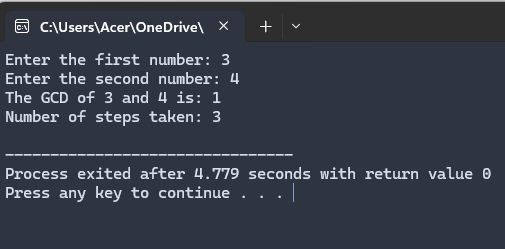 C:\Users\Acer\OneDrive\
Enter the first number: 3
Enter the second number: 4
The GCD of 3 and 4 is: 1
Number of steps taken: 3
--------------------------------
Process exited after 4.779 seconds with return value 0
Press any key to continue . . .